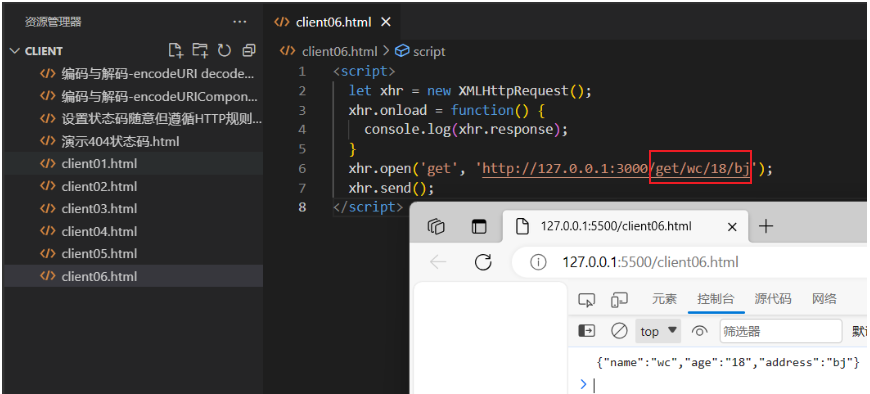 资源管理器
···
client06.html
CLIENT
client06.html > script
编码与解码-encodeURI decode...
编码与解码-encodeURICompon...
设置状态码随意但遵循HTTP规则...
演示404状态码.html
client01.html
client02.html
client03.html
client04.html
client05.html
client06.html
1 <script>
2 let xhr = new XMLHttpRequest();
3 xhr.onload = function() {
4 console.log(xhr.response);
5 }
6 xhr.open('get', 'http://127.0.0.1:3000/get/wc/18/bj');
7 xhr.send();
8 </script>
127.0.0.1:5500/client06.html
127.0.0.1:5500/client06.html
元素 控制台 源代码 网络
top 筛选器 默
{"name":"wc","age":"18","address":"bj"}
>